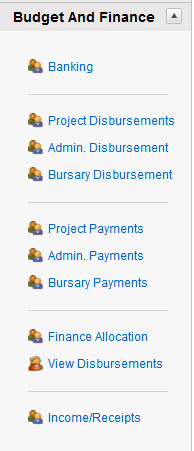 Budget And Finance
Banking
Project Disbursements
Admin. Disbursement
Bursary Disbursement
Project Payments
Admin. Payments
Bursary Payments
Finance Allocation
View Disbursements
Income/Receipts